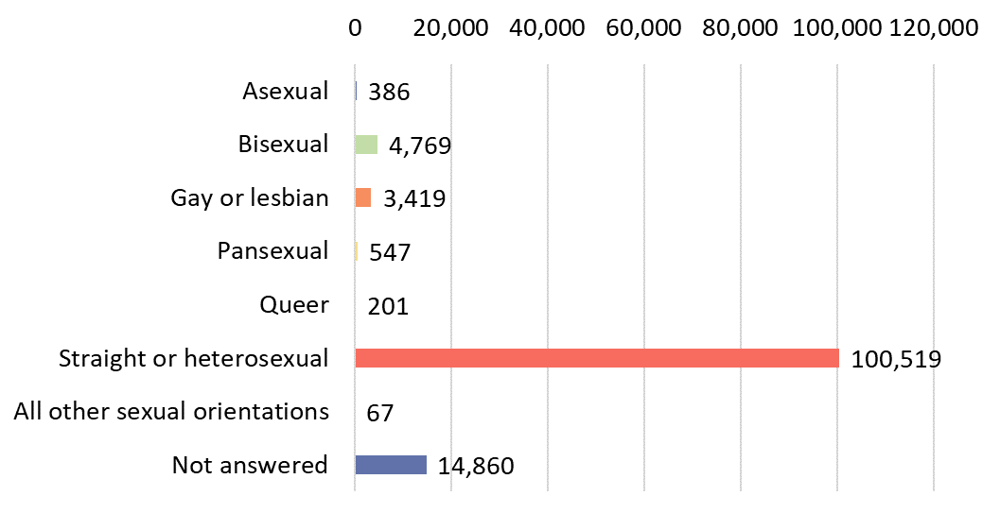 0 20,000 40,000 60,000 80,000 100,000 120,000
Asexual 386
Bisexual 4,769
Gay or lesbian 3,419
Pansexual 547
Queer 201
Straight or heterosexual 100,519
All other sexual orientations 67
Not answered 14,860